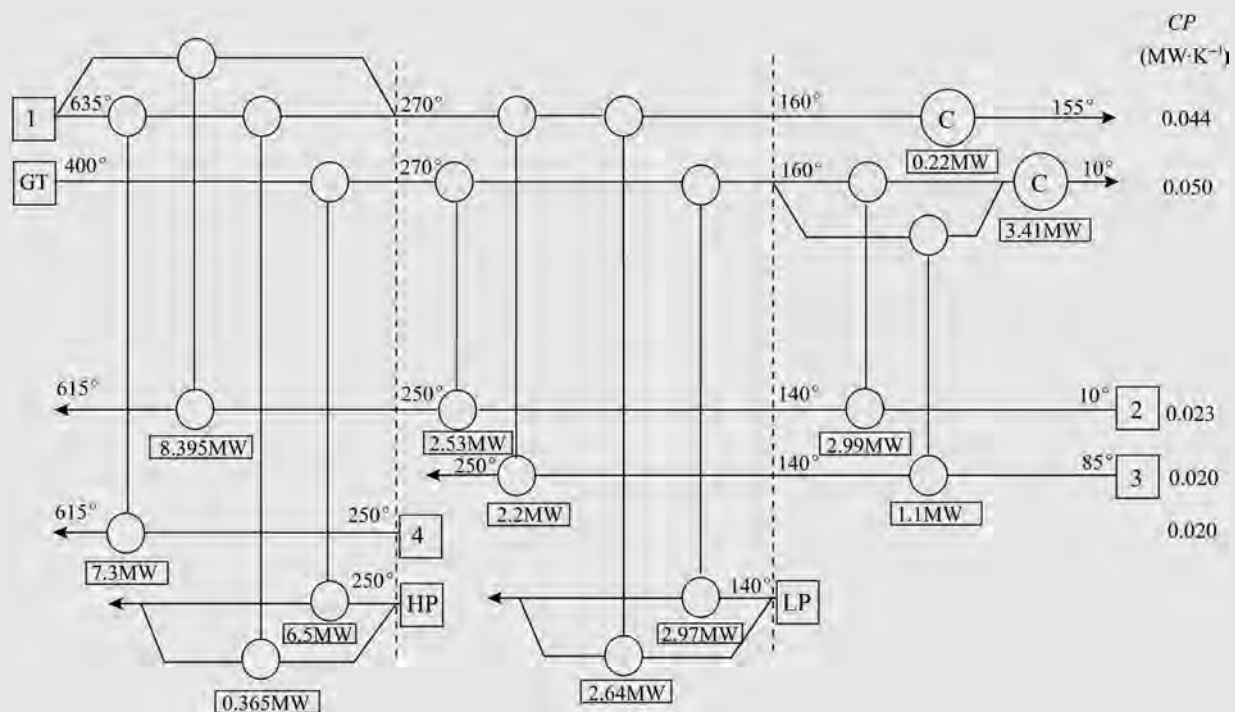 CP
(MW·K⁻¹)
1 635° 270° 160° C 155° 0.044
0.22MW
GT 400° 270° 160° C 10° 0.050
3.41MW
615° 250° 140° 10° 2 0.023
8.395MW 2.53MW 2.99MW
250° 140° 85° 3 0.020
2.2MW 1.1MW
615° 250° 4 0.020
7.3MW
250° HP 140° LP
6.5MW 2.97MW
0.365MW 2.64MW